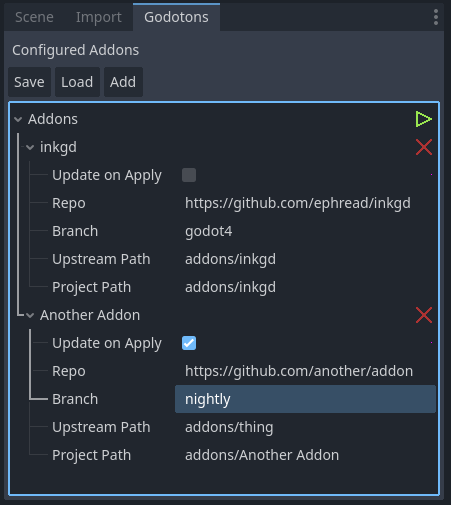 Scene Import Godotons
Configured Addons
Save Load Add
Addons
inkgd
Update on Apply
Repo https://github.com/ephread/inkgd
Branch godot4
Upstream Path addons/inkgd
Project Path addons/inkgd
Another Addon
Update on Apply
Repo https://github.com/another/addon
Branch nightly
Upstream Path addons/thing
Project Path addons/Another Addon